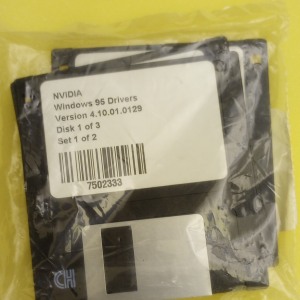 NVIDIA
Windows 95 Drivers
Version 4.10.01.0129
Disk 1 of 3
Set 1 of 2
7502333